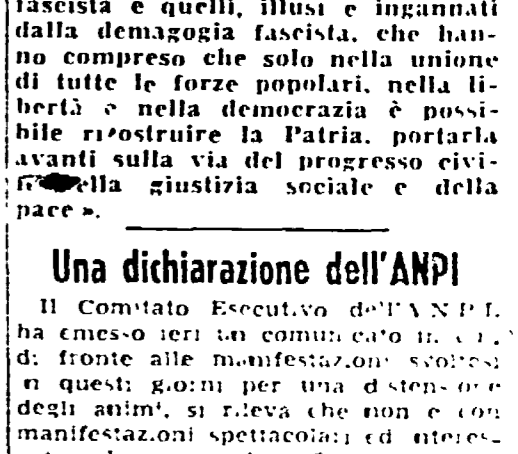 fascista e quelli, illusi e ingannati
dalla demagogia fascista, che han-
no compreso che solo nella unione
di tutte le forze popolari, nella li-
bertà e nella democrazia è possi-
bile ricostruire la Patria, portarla
avanti sulla via del progresso civi-
della giustizia sociale e della
pace ».
Una dichiarazione dell'ANPI
Il Comitato Esecutivo dell'A.N.P.I.
ha emesso ieri un comunicato in cui,
di fronte alle manifestazioni svoltesi
in questi giorni per una distensione
degli animi, si rileva che non è con
manifestazioni spettacolari ed interes-